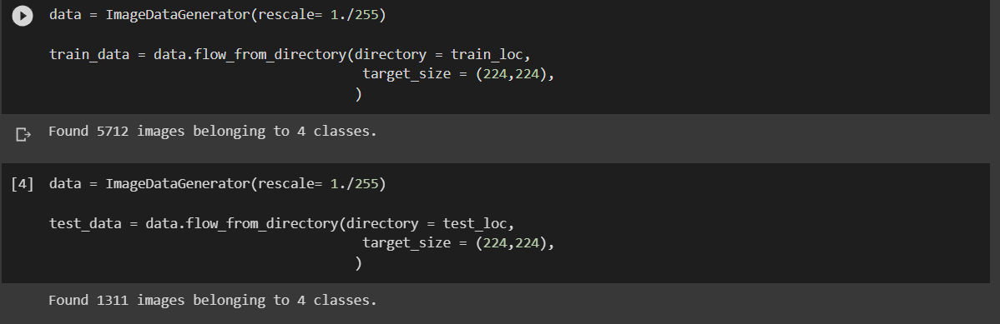 data = ImageDataGenerator(rescale= 1./255)
train_data = data.flow_from_directory(directory = train_loc,
target_size = (224,224),
)
Found 5712 images belonging to 4 classes.
[4] data = ImageDataGenerator(rescale= 1./255)
test_data = data.flow_from_directory(directory = test_loc,
target_size = (224,224),
)
Found 1311 images belonging to 4 classes.